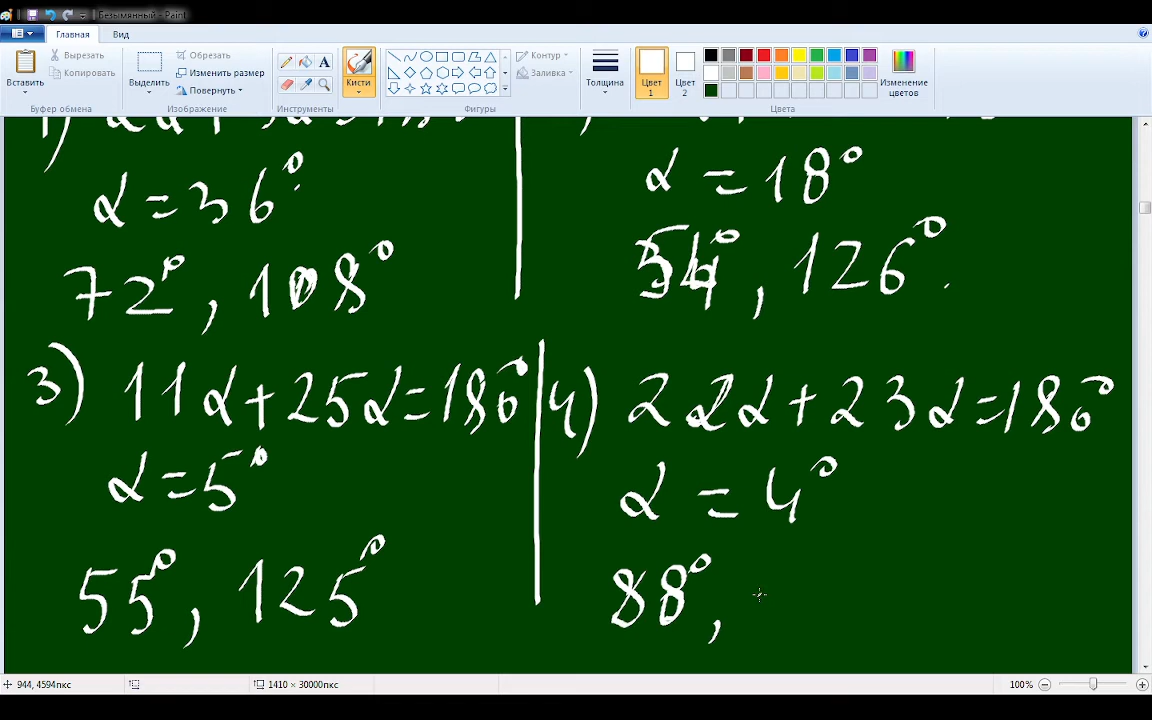 Безымянный - Paint
Главная Вид
Вставить
Вырезать
Копировать
Буфер обмена
Выделить
Обрезать
Изменить размер
Повернуть
Изображение
A
Инструменты
Кисти
Контур
Заливка
Фигуры
Толщина
Цвет 1
Цвет 2
Изменение цветов
Цвета
α = 36°
72°, 108°
α = 18°
54°, 126°.
3) 11α + 25α = 180°
α = 5°
55°, 125°
4) 22α + 23α = 180°
α = 4°
88°,
944, 4594пкс
1410 × 30000пкс
100%